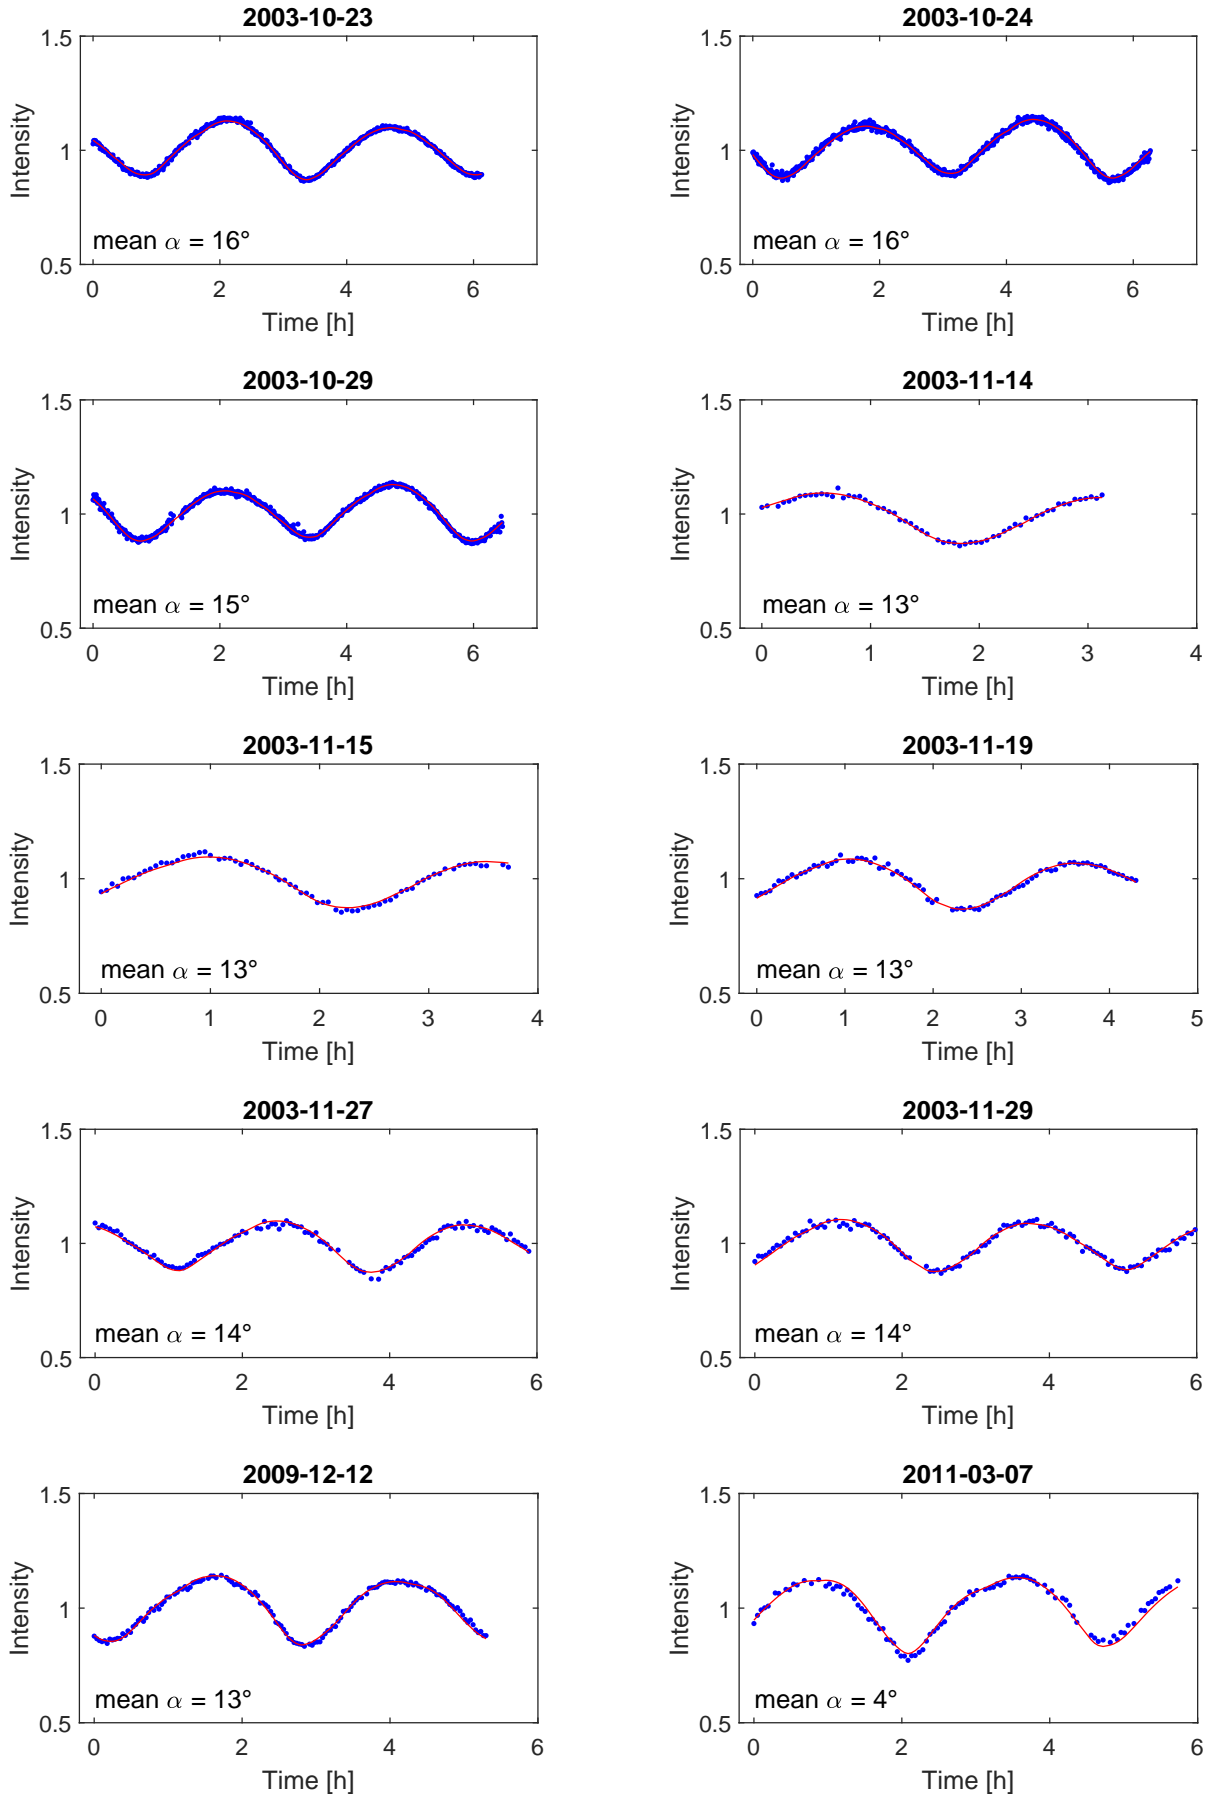 2003-10-23
1.5
1
0.5
Intensity
mean α = 16°
0 2 4 6
Time [h]
2003-10-24
1.5
1
0.5
Intensity
mean α = 16°
0 2 4 6
Time [h]
2003-10-29
1.5
1
0.5
Intensity
mean α = 15°
0 2 4 6
Time [h]
2003-11-14
1.5
1
0.5
Intensity
mean α = 13°
0 1 2 3 4
Time [h]
2003-11-15
1.5
1
0.5
Intensity
mean α = 13°
0 1 2 3 4
Time [h]
2003-11-19
1.5
1
0.5
Intensity
mean α = 13°
0 1 2 3 4 5
Time [h]
2003-11-27
1.5
1
0.5
Intensity
mean α = 14°
0 2 4 6
Time [h]
2003-11-29
1.5
1
0.5
Intensity
mean α = 14°
0 2 4 6
Time [h]
2009-12-12
1.5
1
0.5
Intensity
mean α = 13°
0 2 4 6
Time [h]
2011-03-07
1.5
1
0.5
Intensity
mean α = 4°
0 2 4 6
Time [h]